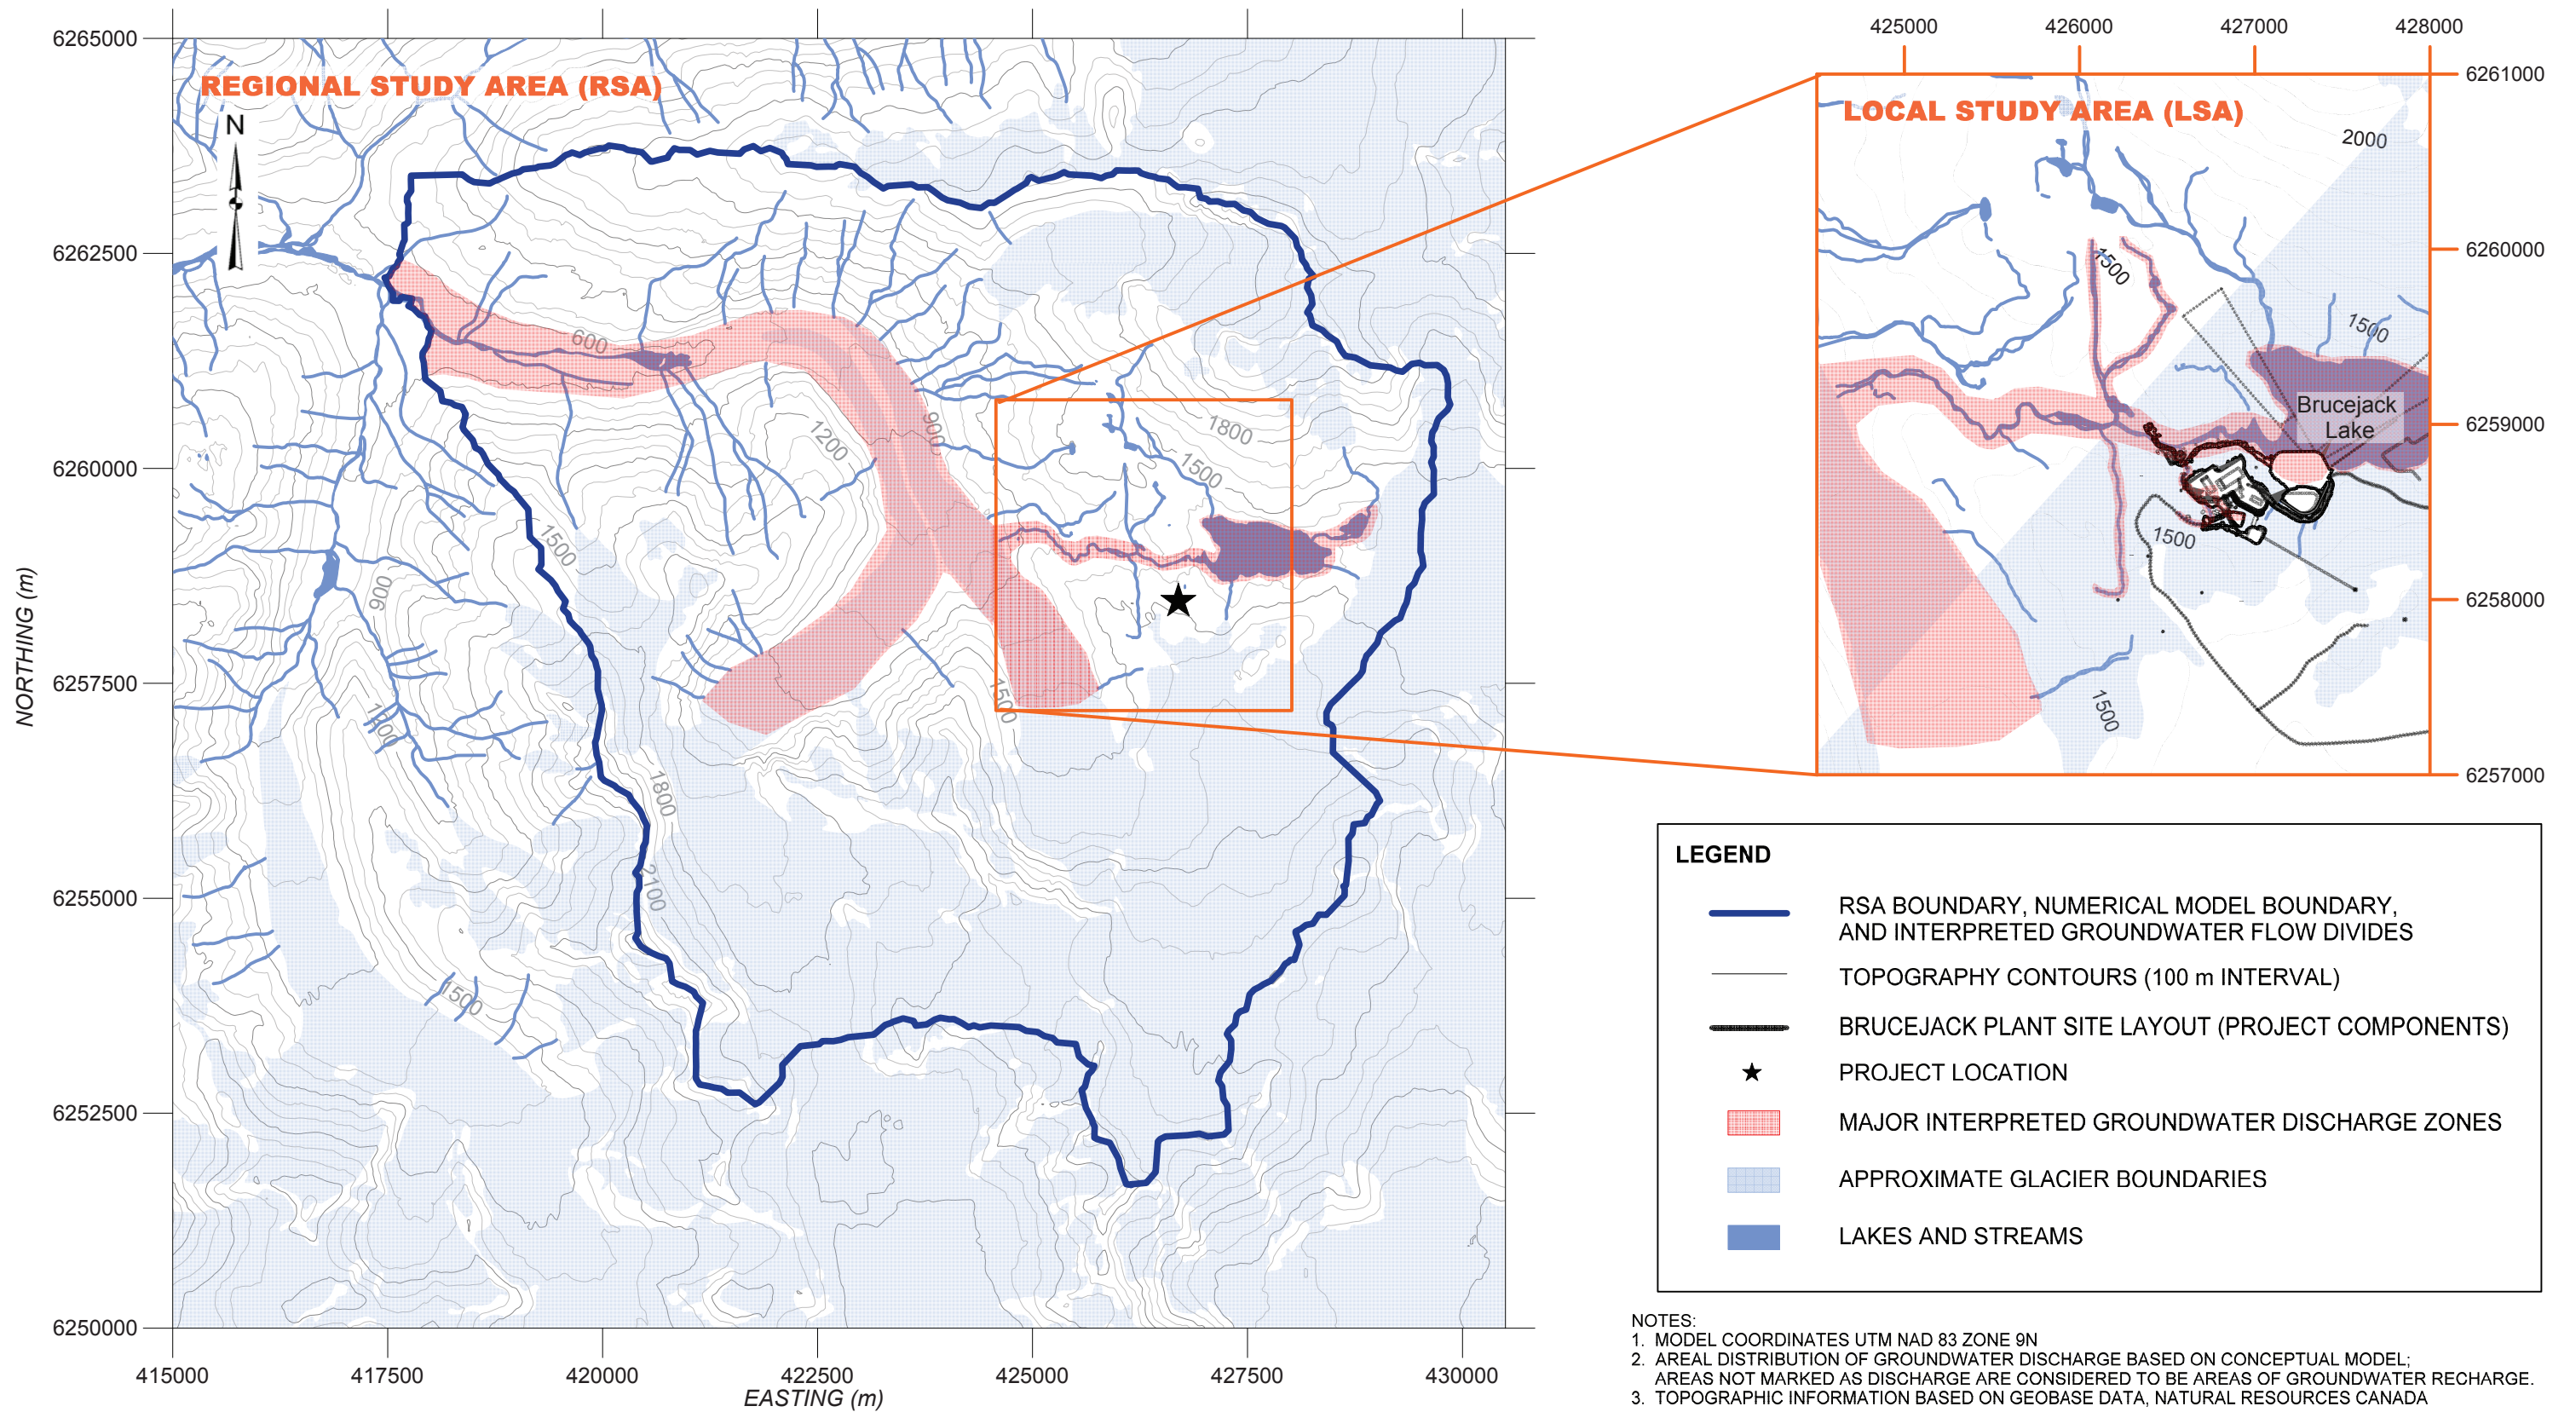 REGIONAL STUDY AREA (RSA)
N
6265000
6262500
6260000
6257500
6255000
6252500
6250000
NORTHING (m)
415000
417500
420000
422500
425000
427500
430000
EASTING (m)
600
900
1200
1800
1500
1500
900
1500
1800
2100
1500
425000
426000
427000
428000
LOCAL STUDY AREA (LSA)
6261000
6260000
6259000
6258000
6257000
2000
1500
1500
Brucejack
Lake
1500
1500
LEGEND
RSA BOUNDARY, NUMERICAL MODEL BOUNDARY,
AND INTERPRETED GROUNDWATER FLOW DIVIDES
TOPOGRAPHY CONTOURS (100 m INTERVAL)
BRUCEJACK PLANT SITE LAYOUT (PROJECT COMPONENTS)
PROJECT LOCATION
MAJOR INTERPRETED GROUNDWATER DISCHARGE ZONES
APPROXIMATE GLACIER BOUNDARIES
LAKES AND STREAMS
NOTES:
1. MODEL COORDINATES UTM NAD 83 ZONE 9N
2. AREAL DISTRIBUTION OF GROUNDWATER DISCHARGE BASED ON CONCEPTUAL MODEL;
AREAS NOT MARKED AS DISCHARGE ARE CONSIDERED TO BE AREAS OF GROUNDWATER RECHARGE.
3. TOPOGRAPHIC INFORMATION BASED ON GEOBASE DATA, NATURAL RESOURCES CANADA